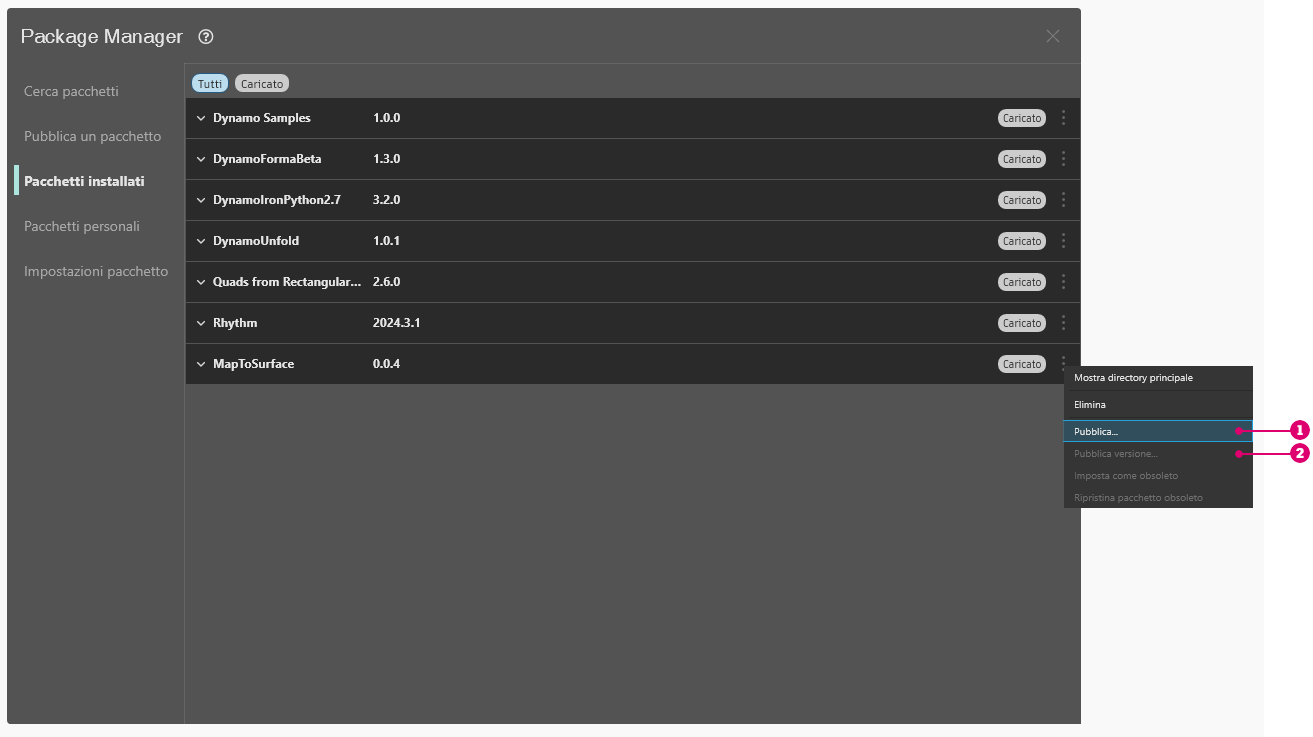 Package Manager ?
Cerca pacchetti
Pubblica un pacchetto
Pacchetti installati
Pacchetti personali
Impostazioni pacchetto
Tutti Caricato
Dynamo Samples 1.0.0 Caricato
DynamoFormaBeta 1.3.0 Caricato
DynamoIronPython2.7 3.2.0 Caricato
DynamoUnfold 1.0.1 Caricato
Quads from Rectangular... 2.6.0 Caricato
Rhythm 2024.3.1 Caricato
MapToSurface 0.0.4 Caricato
Mostra directory principale
Elimina
Pubblica... 1
Pubblica versione... 2
Imposta come obsoleto
Ripristina pacchetto obsoleto